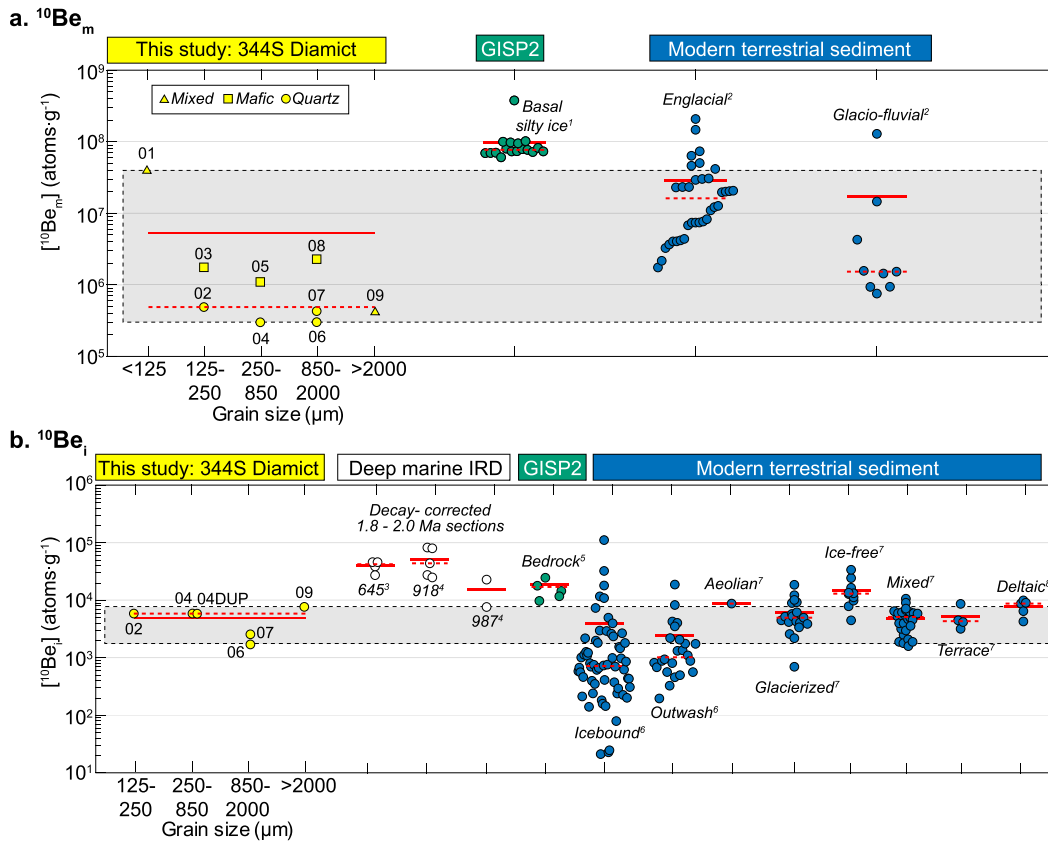 a. ¹⁰Beₘ
This study: 344S Diamict
GISP2
Modern terrestrial sediment
10⁹
10⁸
10⁷
10⁶
10⁵
[¹⁰Beₘ] (atoms·g⁻¹)
Mixed Mafic Quartz
Basal
silty ice¹
Englacial²
Glacio-fluvial²
01
03
05
08
02
07
09
04
06
<125
125-
250
250-
850
850-
2000
>2000
Grain size (µm)
b. ¹⁰Beᵢ
This study: 344S Diamict
Deep marine IRD
GISP2
Modern terrestrial sediment
10⁶
10⁵
10⁴
10³
10²
10¹
[¹⁰Beᵢ] (atoms·g⁻¹)
Decay- corrected
1.8 - 2.0 Ma sections
645³
918⁴
987⁴
Bedrock⁵
Icebound⁶
Outwash⁶
Aeolian⁷
Glacierized⁷
Ice-free⁷
Mixed⁷
Terrace⁷
Deltaic⁸
02
04 04DUP
09
07
06
125-
250
250-
850
850-
2000
>2000
Grain size (µm)